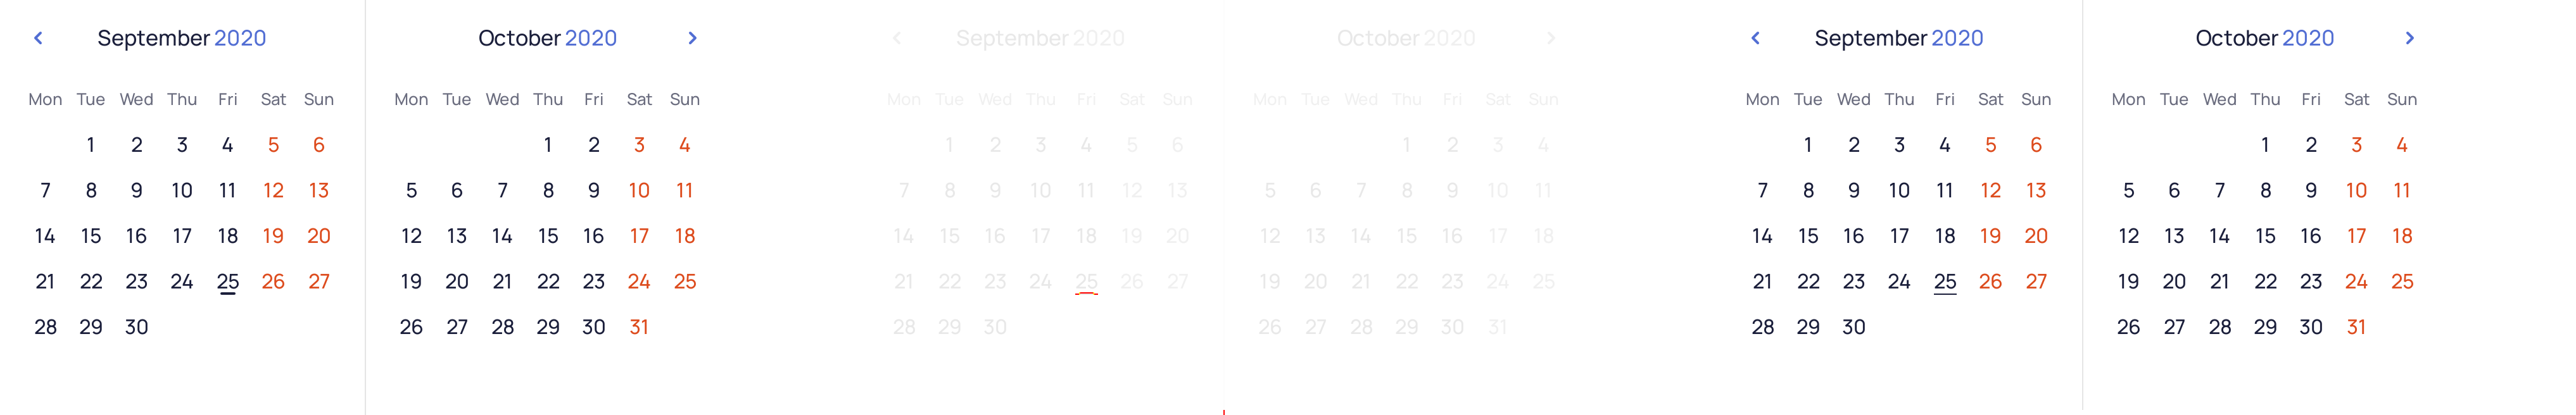 September 2020 October 2020 September 2020 October 2020 September 2020 October 2020
Mon Tue Wed Thu Fri Sat Sun Mon Tue Wed Thu Fri Sat Sun Mon Tue Wed Thu Fri Sat Sun Mon Tue Wed Thu Fri Sat Sun Mon Tue Wed Thu Fri Sat Sun Mon Tue Wed Thu Fri Sat Sun
1 2 3 4 5 6 1 2 3 4 1 2 3 4 5 6 1 2 3 4 1 2 3 4 5 6 1 2 3 4
7 8 9 10 11 12 13 5 6 7 8 9 10 11 7 8 9 10 11 12 13 5 6 7 8 9 10 11 7 8 9 10 11 12 13 5 6 7 8 9 10 11
14 15 16 17 18 19 20 12 13 14 15 16 17 18 14 15 16 17 18 19 20 12 13 14 15 16 17 18 14 15 16 17 18 19 20 12 13 14 15 16 17 18
21 22 23 24 25 26 27 19 20 21 22 23 24 25 21 22 23 24 25 26 27 19 20 21 22 23 24 25 21 22 23 24 25 26 27 19 20 21 22 23 24 25
28 29 30 26 27 28 29 30 31 28 29 30 26 27 28 29 30 31 28 29 30 26 27 28 29 30 31